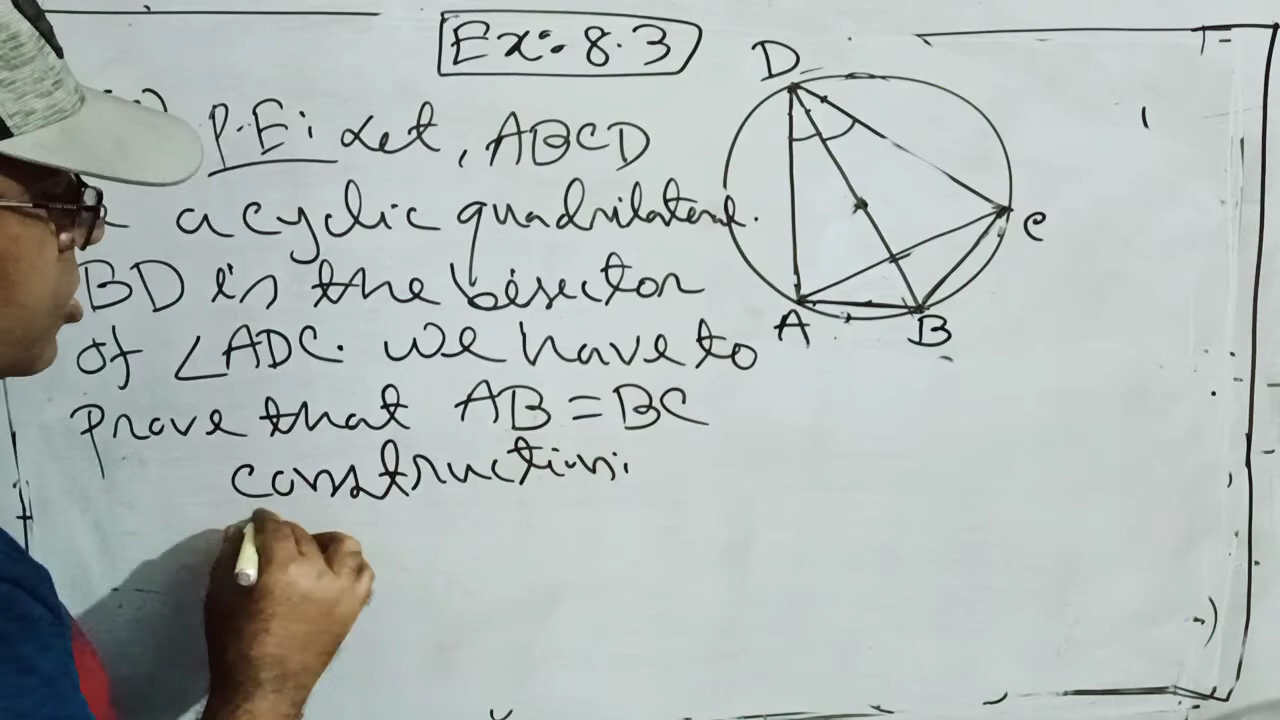 Ex:- 8.3
P.E: Let, ABCD
a cyclic quadrilateral.
BD is the bisector
of ∠ADC. we have to
Prove that AB = BC
construction:
D
C
A
B